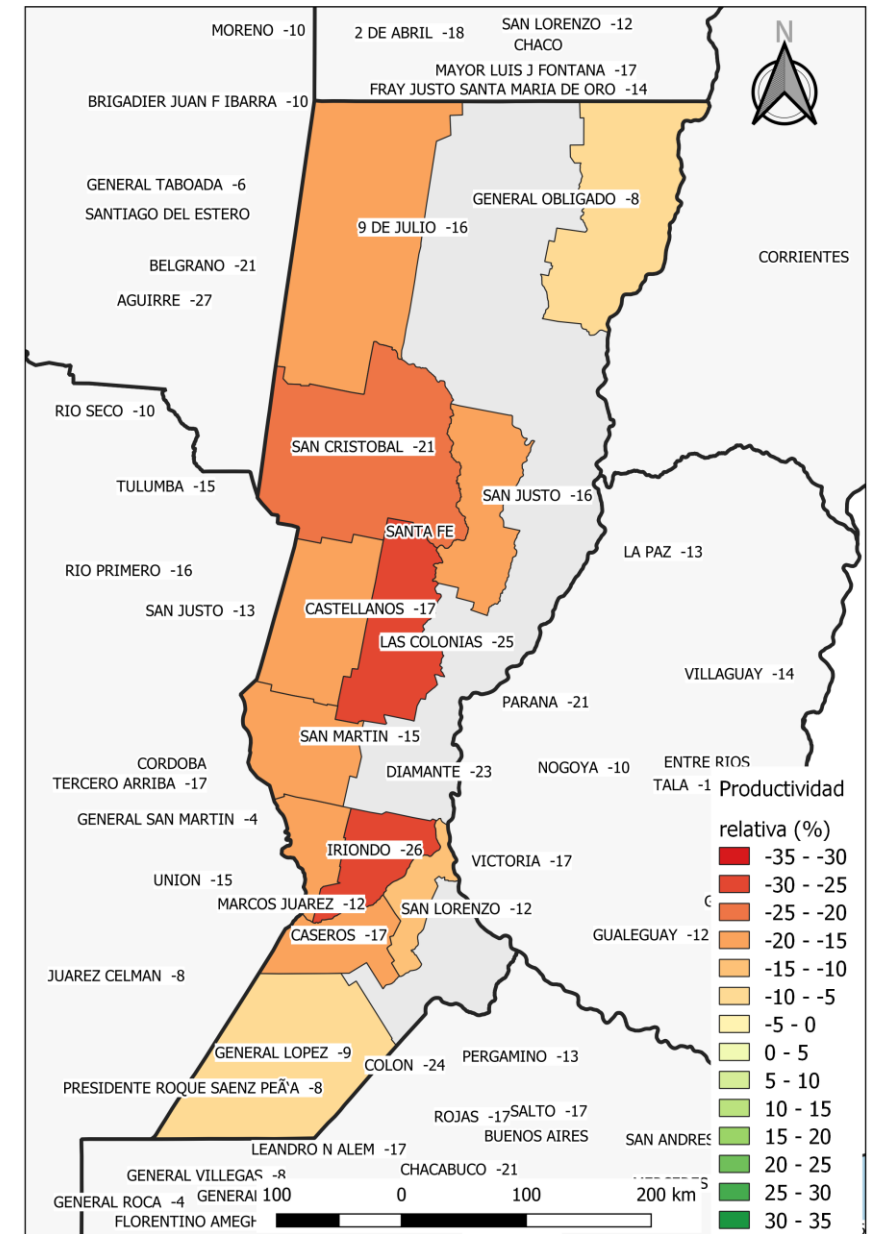 MORENO -10
2 DE ABRIL -18
SAN LORENZO -12
CHACO
N
MAYOR LUIS J FONTANA -17
FRAY JUSTO SANTA MARIA DE ORO -14
BRIGADIER JUAN F IBARRA -10
GENERAL TABOADA -6
GENERAL OBLIGADO -8
SANTIAGO DEL ESTERO
9 DE JULIO -16
BELGRANO -21
CORRIENTES
AGUIRRE -27
RIO SECO -10
SAN CRISTOBAL -21
TULUMBA -15
SAN JUSTO -16
SANTA FE
LA PAZ -13
RIO PRIMERO -16
SAN JUSTO -13
CASTELLANOS -17
LAS COLONIAS -25
VILLAGUAY -14
PARANA -21
SAN MARTIN -15
CORDOBA
TERCERO ARRIBA -17
DIAMANTE -23
NOGOYA -10
ENTRE RIOS
TALA -1
GENERAL SAN MARTIN -4
IRIONDO -26
VICTORIA -17
UNION -15
MARCOS JUAREZ -12
SAN LORENZO -12
CASEROS -17
GUALEGUAY -12
JUAREZ CELMAN -8
GENERAL LOPEZ -9
COLON -24
PERGAMINO -13
PRESIDENTE ROQUE SAENZ PEÃ'A -8
ROJAS -17
SALTO -17
BUENOS AIRES
SAN ANDRES
LEANDRO N ALEM -17
CHACABUCO -21
GENERAL VILLEGAS -8
GENERAL ROCA -4
GENERAL
FLORENTINO AMEGH
100 0 100 200 km
Productividad
relativa (%)
-35 - -30
-30 - -25
-25 - -20
-20 - -15
-15 - -10
-10 - -5
-5 - 0
0 - 5
5 - 10
10 - 15
15 - 20
20 - 25
25 - 30
30 - 35